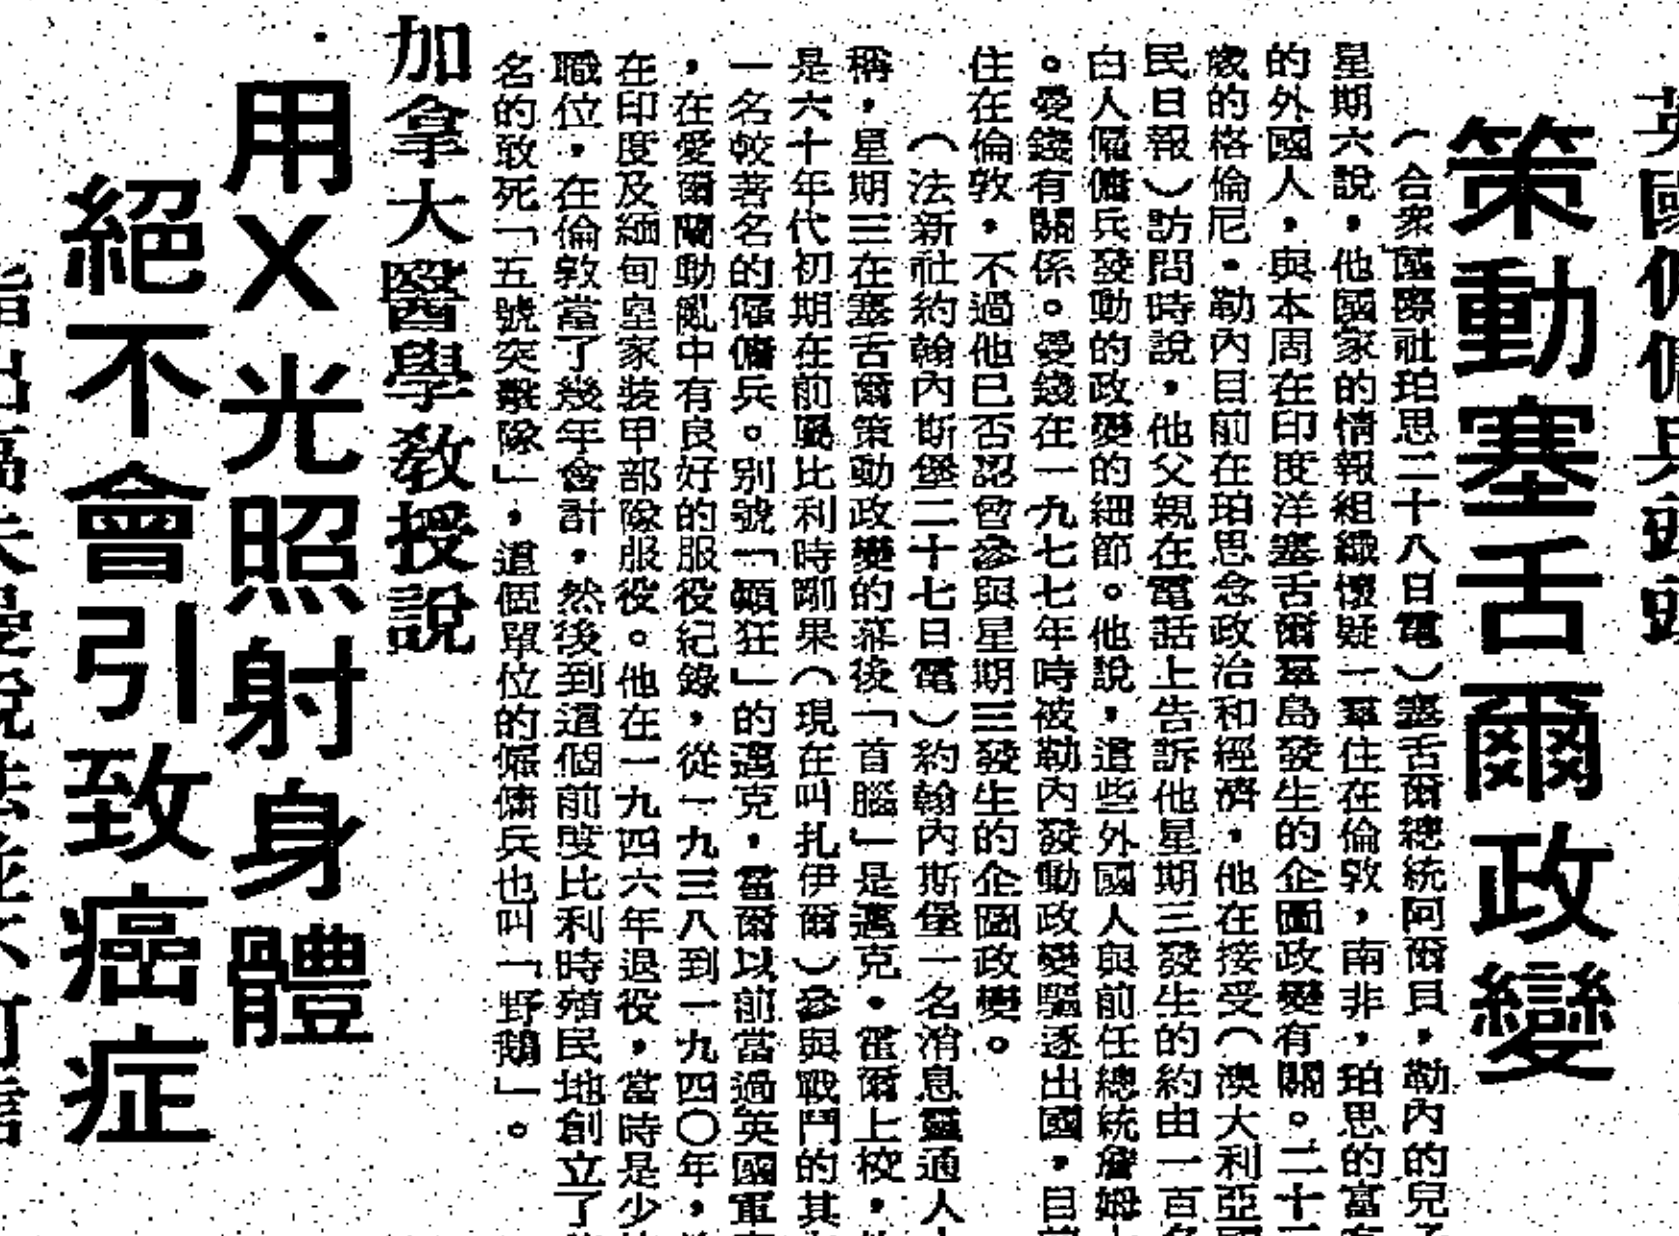 英國僱傭兵頭頭
策動塞舌爾政變
（合衆國際社珀思二十八日電）塞舌爾總統阿爾貝，勒內的兒子
星期六說，他國家的情報組織懷疑一羣住在倫敦，南非，珀思的富有
的外國人，與本周在印度洋塞舌爾羣島發生的企圖政變有關。二十
歲的格倫尼·勒內目前在珀思念政治和經濟，他在接受（澳大利亞
民日報）訪問時說，他父親在電話上告訴他星期三發生的約由一百名
白人僱傭兵發動的政變的細節。他說，這些外國人與前任總統詹姆
。曼錢有關係。曼錢在一九七七年時被勒內發動政變驅逐出國，目前
住在倫敦，不過他已否認曾參與星期三發生的企圖政變。
（法新社約翰內斯堡二十七日電）約翰內斯堡一名消息靈通人
稱，星期三在塞舌爾策動政變的幕後「首腦」是邁克·霍爾上校，
是六十年代初期在前屬比利時剛果（現在叫扎伊爾）參與戰鬥的其
一名較著名的僱傭兵。別號「顛狂」的邁克，霍爾以前當過英國軍
，在愛爾蘭動亂中有良好的服役紀錄，從一九三八到一九四〇年，
在印度及緬甸皇家裝甲部隊服役。他在一九四六年退役，當時是少
職位，在倫敦當了幾年會計，然後到這個前度比利時殖民地創立了
名的敢死「五號突擊隊」，這個單位的僱傭兵也叫「野鵝」。
加拿大醫學教授說
用X光照射身體
絕不會引致癌症